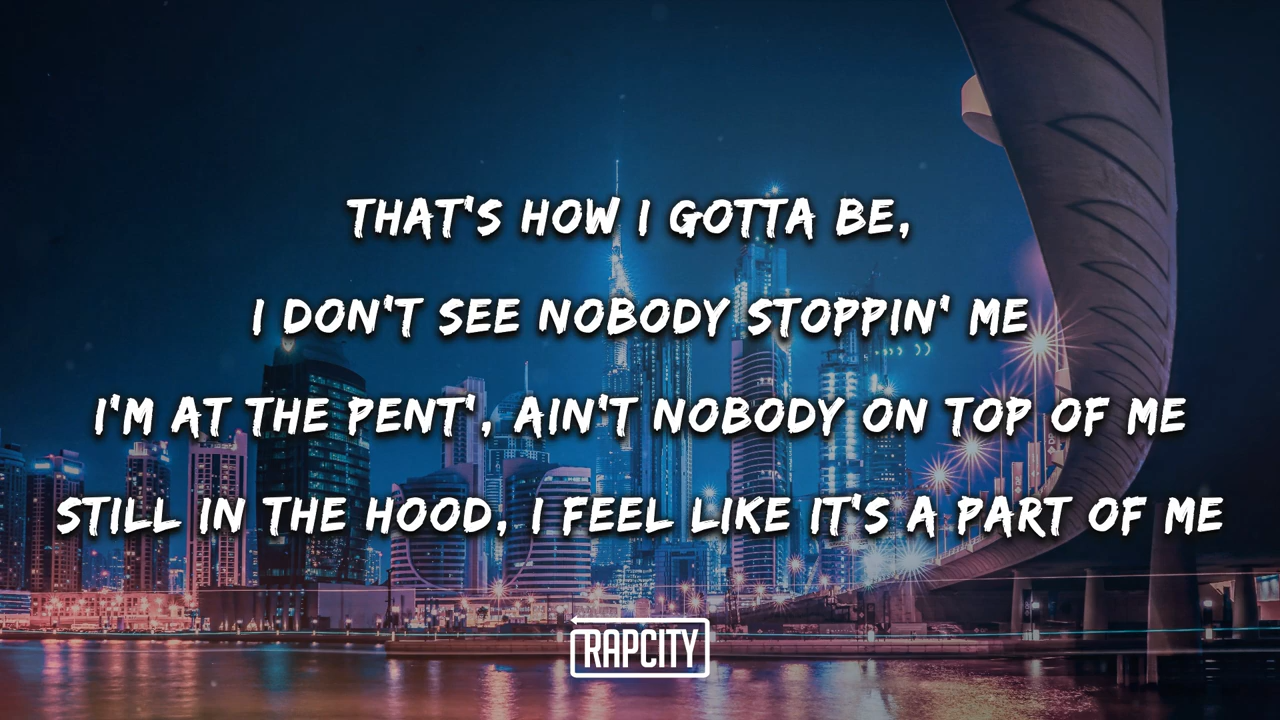 THAT'S HOW I GOTTA BE,
I DON'T SEE NOBODY STOPPIN' ME
I'M AT THE PENT', AIN'T NOBODY ON TOP OF ME
STILL IN THE HOOD, I FEEL LIKE IT'S A PART OF ME
RAPCITY